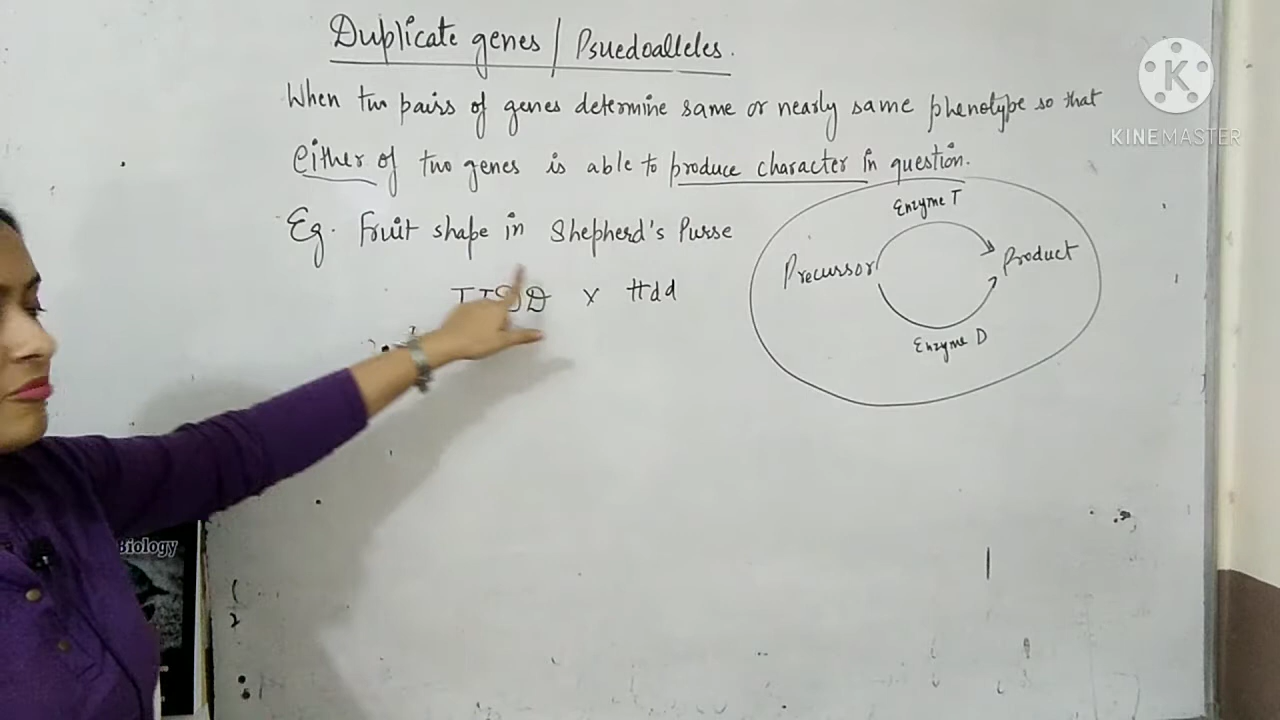 Duplicate genes / Psuedoalleles.
When two pairs of genes determine same or nearly same phenotype so that
either of two genes is able to produce character in question.
Eg. Fruit shape in Shepherd's Purse
TTDD x ttdd
Enzyme T
Precursor
Product
Enzyme D
K
KINEMASTER
Biology